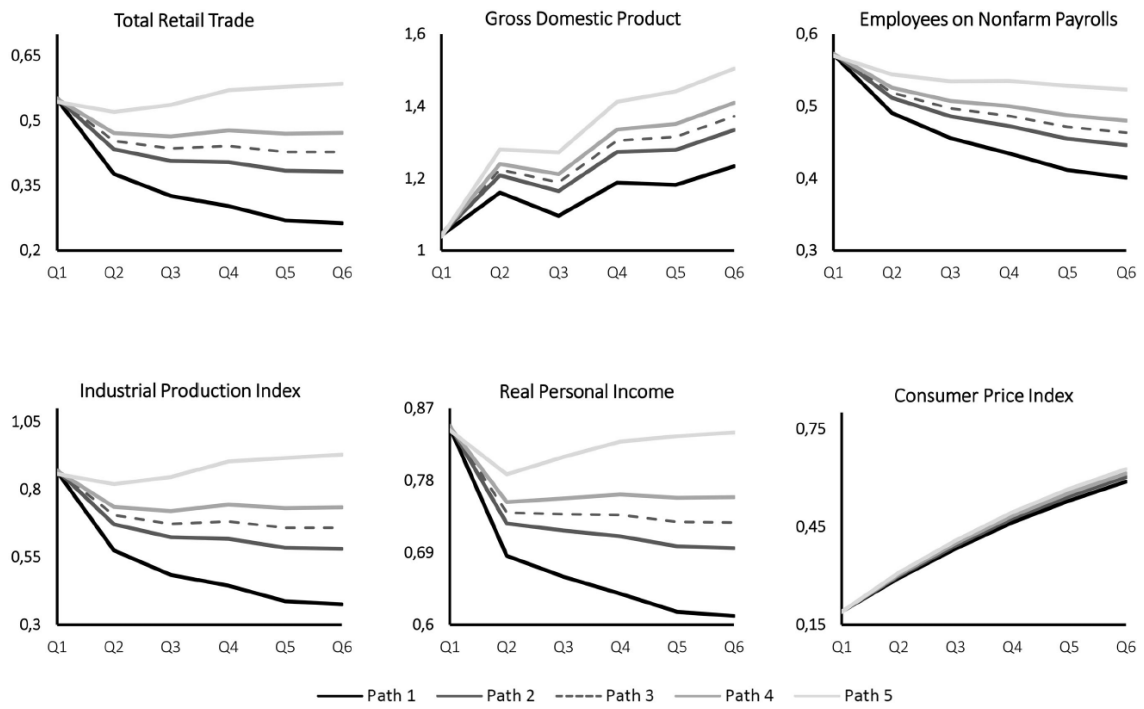 Total Retail Trade
0,65
0,5
0,35
0,2
Q1 Q2 Q3 Q4 Q5 Q6
Gross Domestic Product
1,6
1,4
1,2
1
Q1 Q2 Q3 Q4 Q5 Q6
Employees on Nonfarm Payrolls
0,6
0,5
0,4
0,3
Q1 Q2 Q3 Q4 Q5 Q6
Industrial Production Index
1,05
0,8
0,55
0,3
Q1 Q2 Q3 Q4 Q5 Q6
Real Personal Income
0,87
0,78
0,69
0,6
Q1 Q2 Q3 Q4 Q5 Q6
Consumer Price Index
0,75
0,45
0,15
Q1 Q2 Q3 Q4 Q5 Q6
Path 1 Path 2 Path 3 Path 4 Path 5